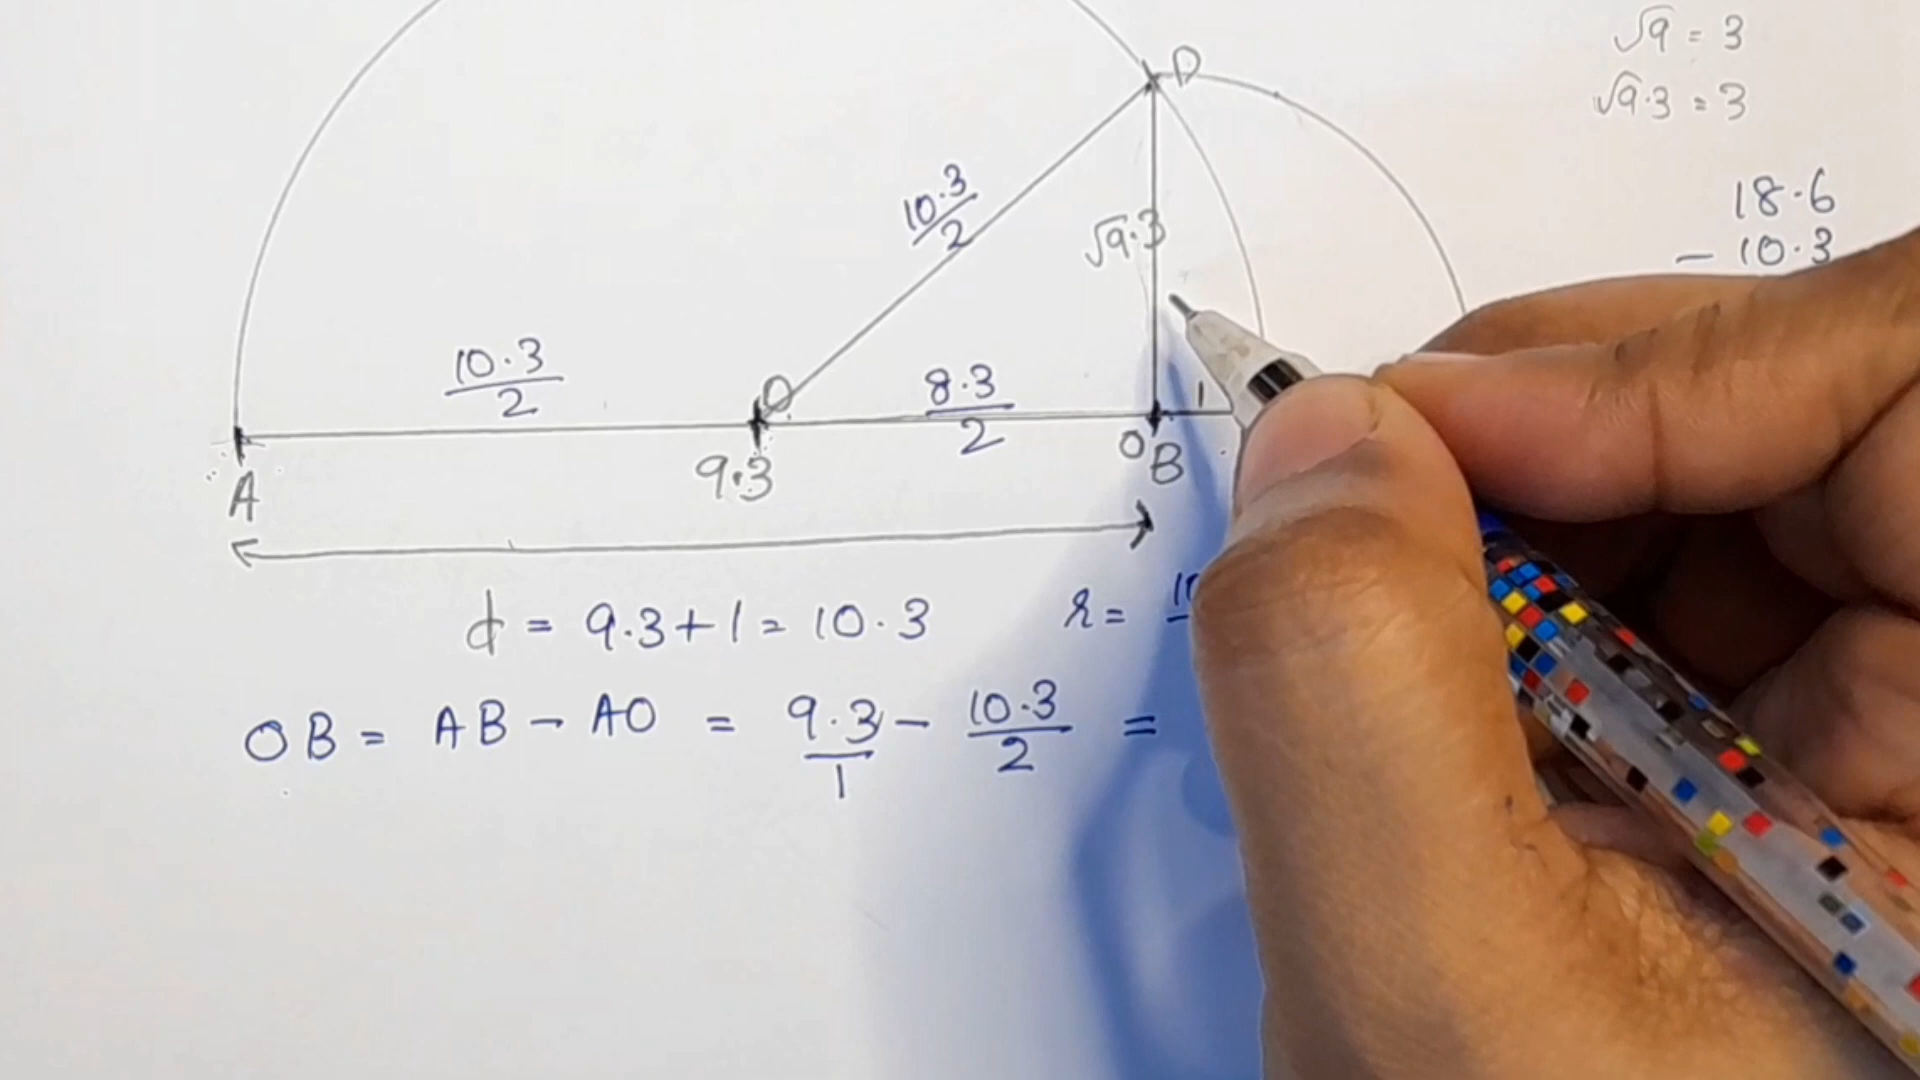 √9 = 3
√9.3 = 3
D
18.6
- 10.3
10.3/2
√9.3
10.3/2
O
8.3/2
1
A
9.3
0
B
d = 9.3+1 = 10.3
r =
OB = AB - AO = 9.3/1 - 10.3/2 =